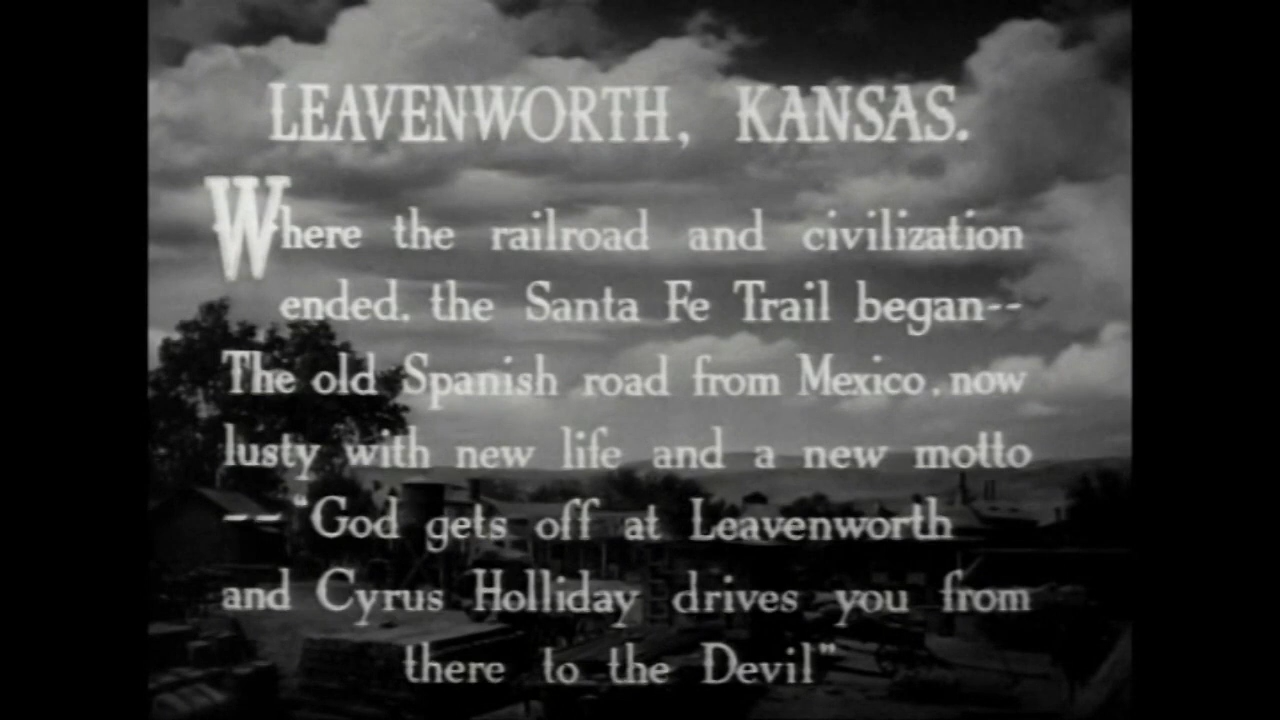 LEAVENWORTH, KANSAS.
Where the railroad and civilization
ended, the Santa Fe Trail began--
The old Spanish road from Mexico, now
lusty with new life and a new motto
--"God gets off at Leavenworth
and Cyrus Holliday drives you from
there to the Devil"